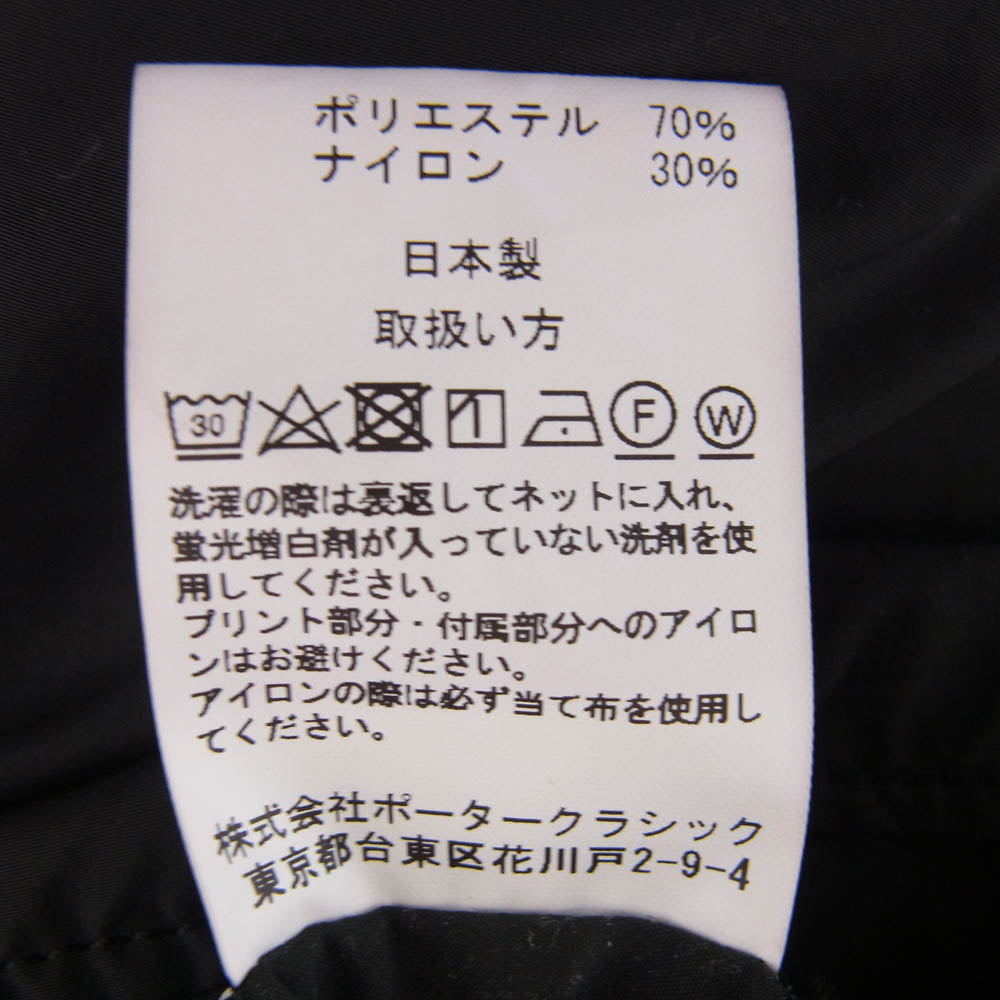 ポリエステル 70%
ナイロン 30%
日本製
取扱い方
30 F W
洗濯の際は裏返してネットに入れ、
蛍光増白剤が入っていない洗剤を使
用してください。
プリント部分・付属部分へのアイロ
ンはお避けください。
アイロンの際は必ず当て布を使用し
てください。
株式会社ポータークラシック
東京都台東区花川戸2-9-4